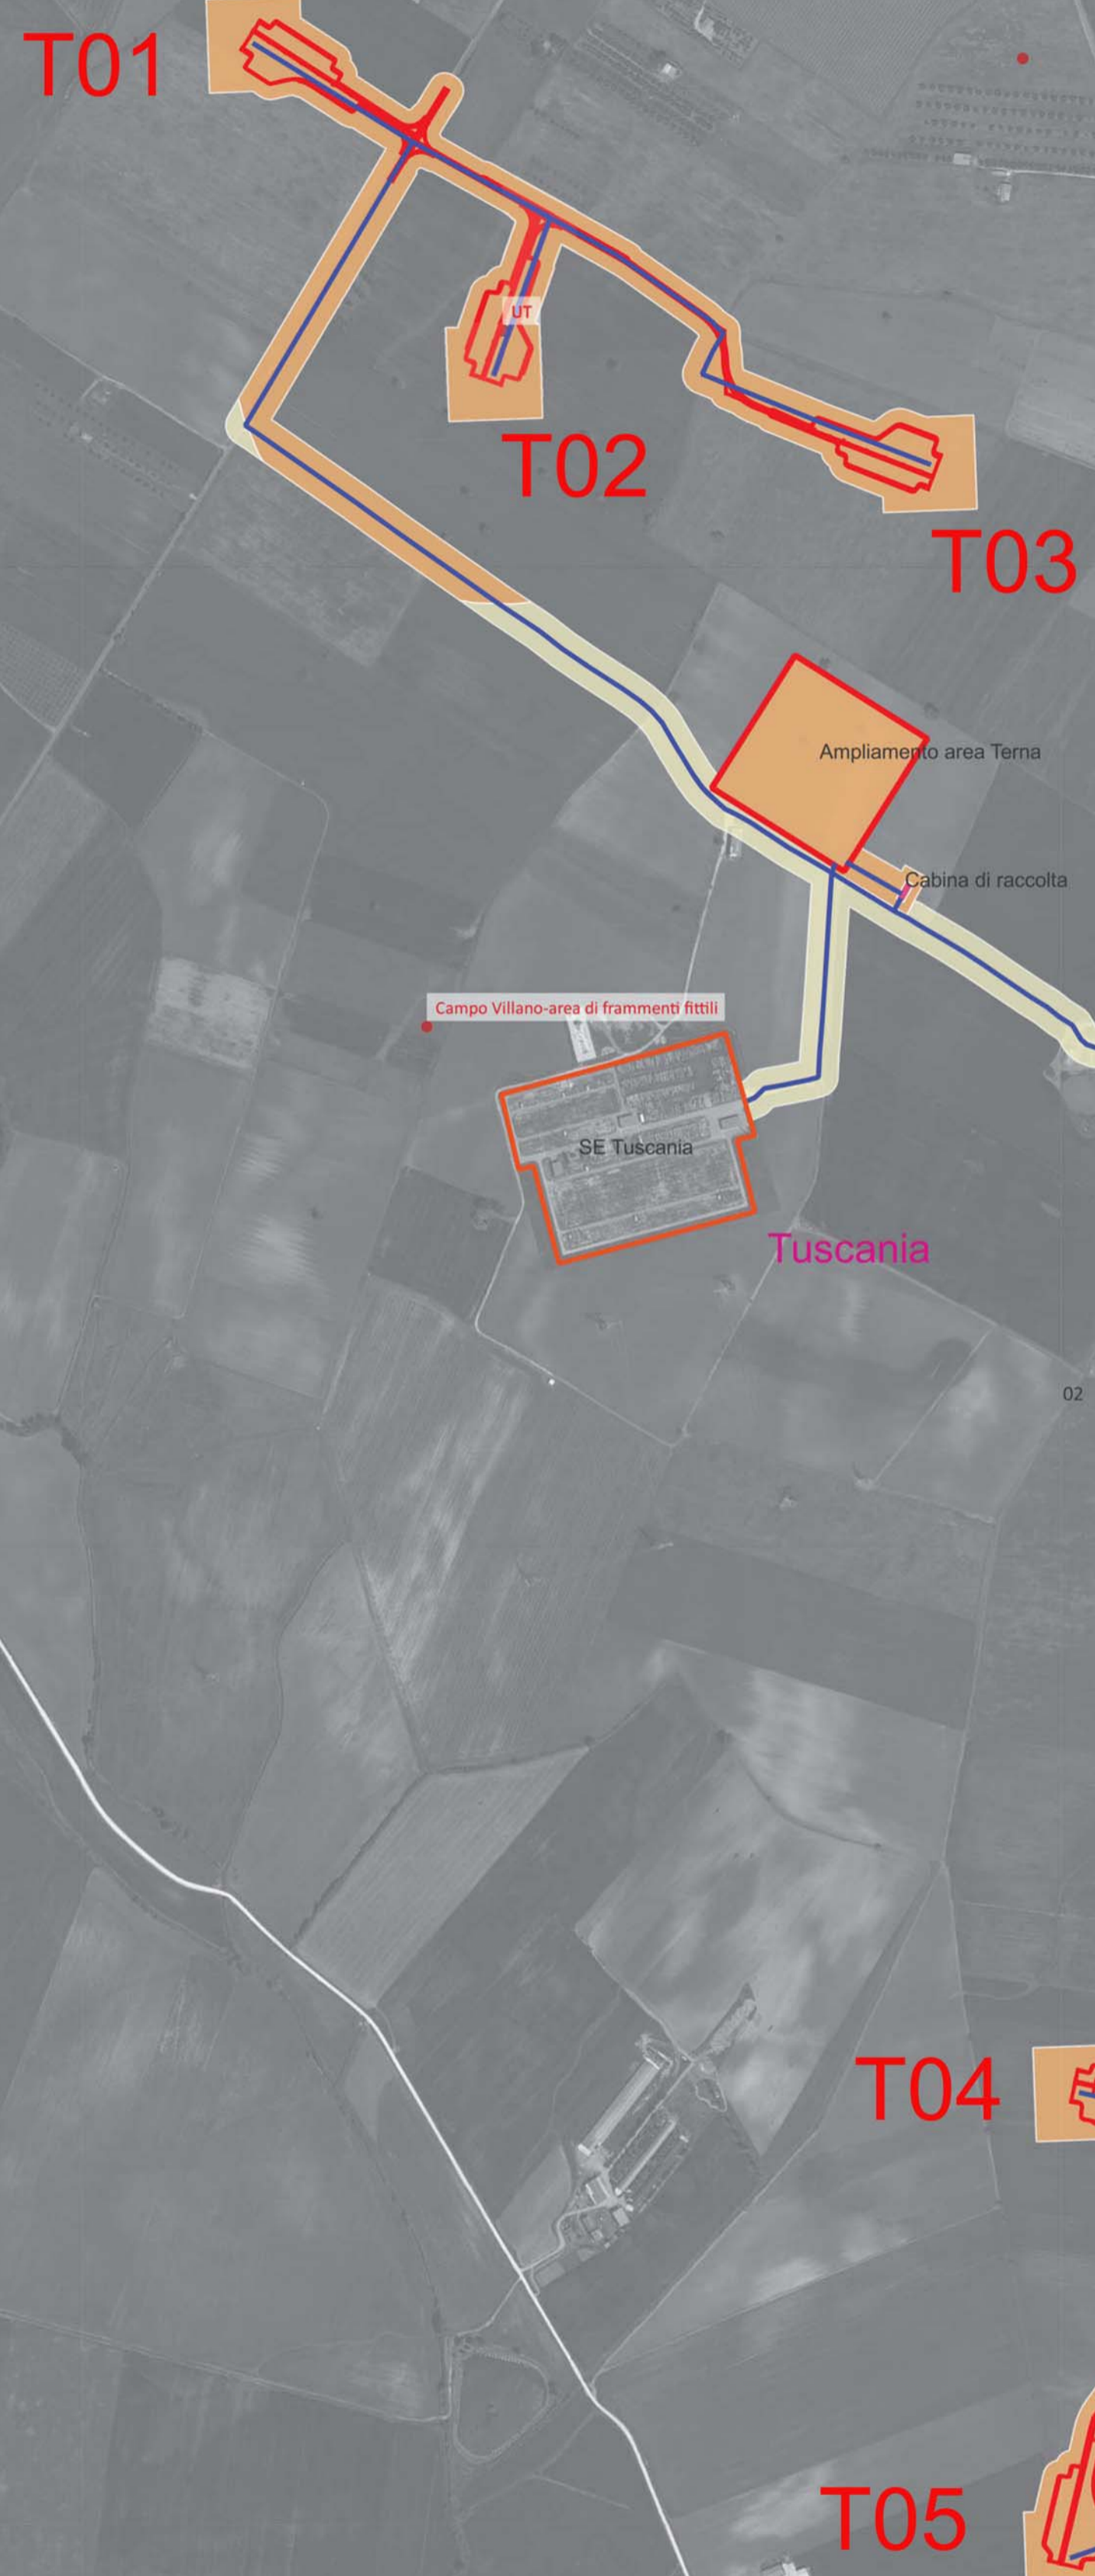 T01
UT
T02
T03
Ampliamento area Terna
Cabina di raccolta
Campo Villano-area di frammenti fittili
SE Tuscania
Tuscania
02
T04
T05